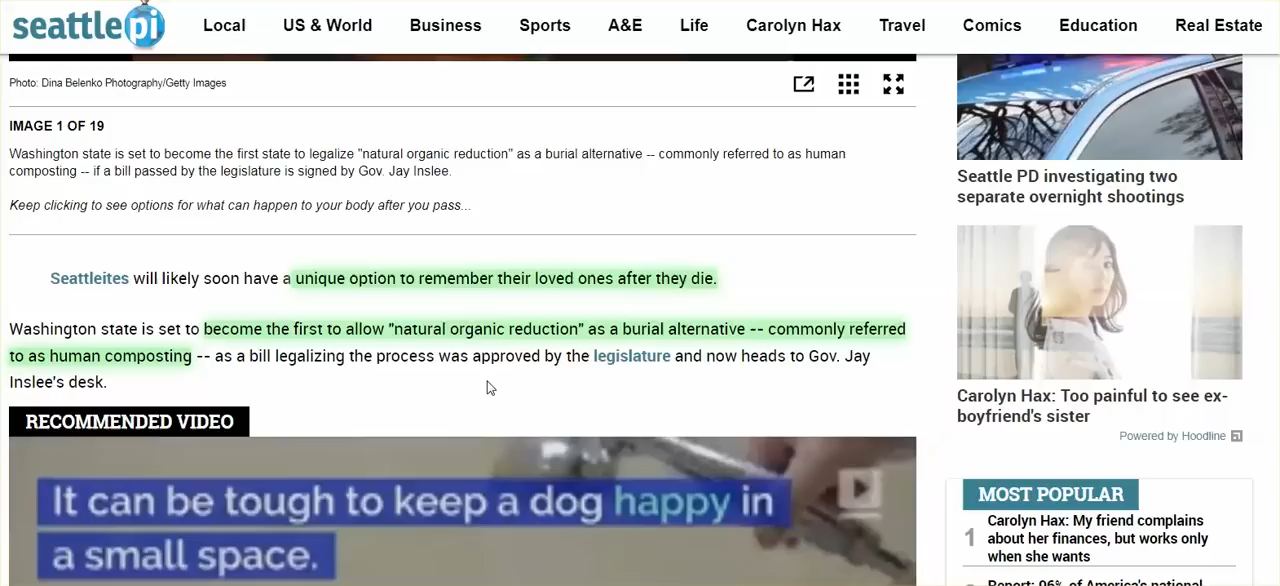 seattlepi
Local
US & World
Business
Sports
A&E
Life
Carolyn Hax
Travel
Comics
Education
Real Estate
Photo: Dina Belenko Photography/Getty Images
IMAGE 1 OF 19
Washington state is set to become the first state to legalize "natural organic reduction" as a burial alternative -- commonly referred to as human
composting -- if a bill passed by the legislature is signed by Gov. Jay Inslee.
Keep clicking to see options for what can happen to your body after you pass...
Seattleites will likely soon have a unique option to remember their loved ones after they die.
Washington state is set to become the first to allow "natural organic reduction" as a burial alternative -- commonly referred
to as human composting -- as a bill legalizing the process was approved by the legislature and now heads to Gov. Jay
Inslee's desk.
RECOMMENDED VIDEO
It can be tough to keep a dog happy in
a small space.
Seattle PD investigating two
separate overnight shootings
Carolyn Hax: Too painful to see ex-
boyfriend's sister
Powered by Hoodline
MOST POPULAR
1
Carolyn Hax: My friend complains
about her finances, but works only
when she wants
Report: 96% of America's national